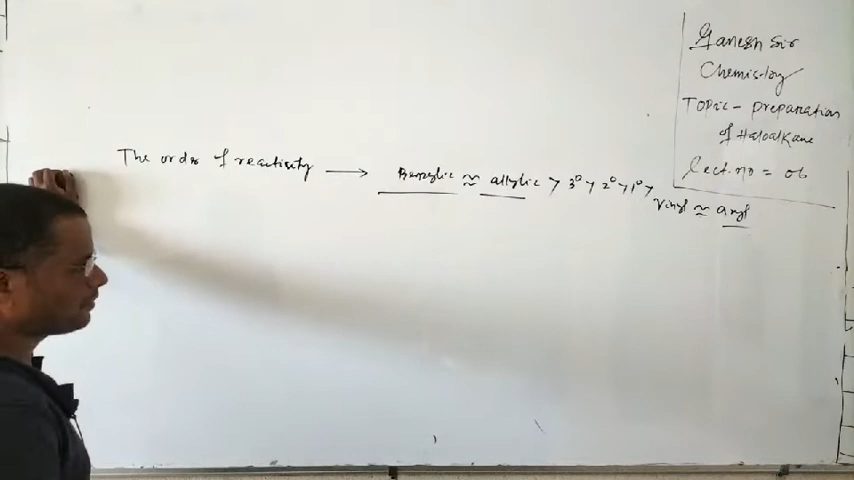 Ganesh Sir
Chemistry
Topic - preparation
of Haloalkane
lect. no = 06
The order of reactivity → Benzylic ≈ allylic > 3° > 2° > 1° >
Vinyl ≈ aryl